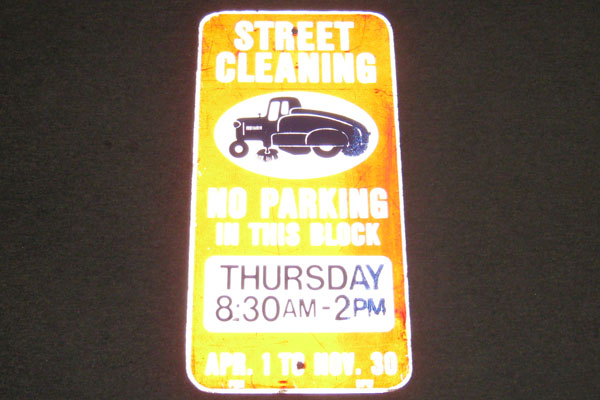 STREET
CLEANING
NO PARKING
IN THIS BLOCK
THURSDAY
8:30AM-2PM
APR. 1 TO NOV. 30